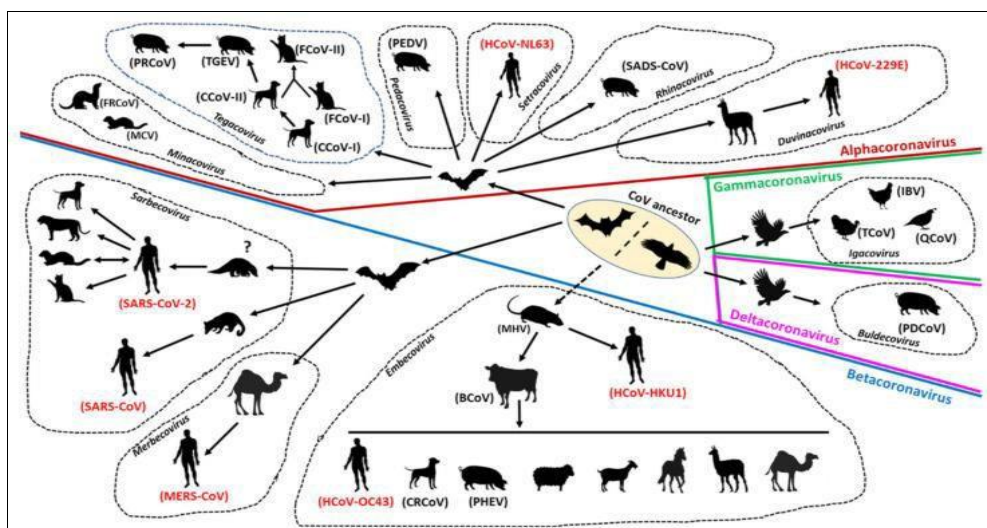 (PRCoV)
(TGEV)
(FCoV-II)
(CCoV-II)
(FCoV-I)
(CCoV-I)
Tegacovirus
(FRCoV)
(MCV)
Minacovirus
(PEDV)
Pedacovirus
(HCoV-NL63)
Setracovirus
(SADS-CoV)
Rhinacovirus
(HCoV-229E)
Duvinacovirus
Alphacoronavirus
Gammacoronavirus
(IBV)
(TCoV)
(QCoV)
Igacovirus
CoV ancestor
Sarbecovirus
?
(SARS-CoV-2)
(SARS-CoV)
Merbecovirus
(MERS-CoV)
Embecovirus
(MHV)
(BCoV)
(HCoV-HKU1)
(HCoV-OC43)
(CRCoV)
(PHEV)
(PDCoV)
Buldecovirus
Deltacoronavirus
Betacoronavirus